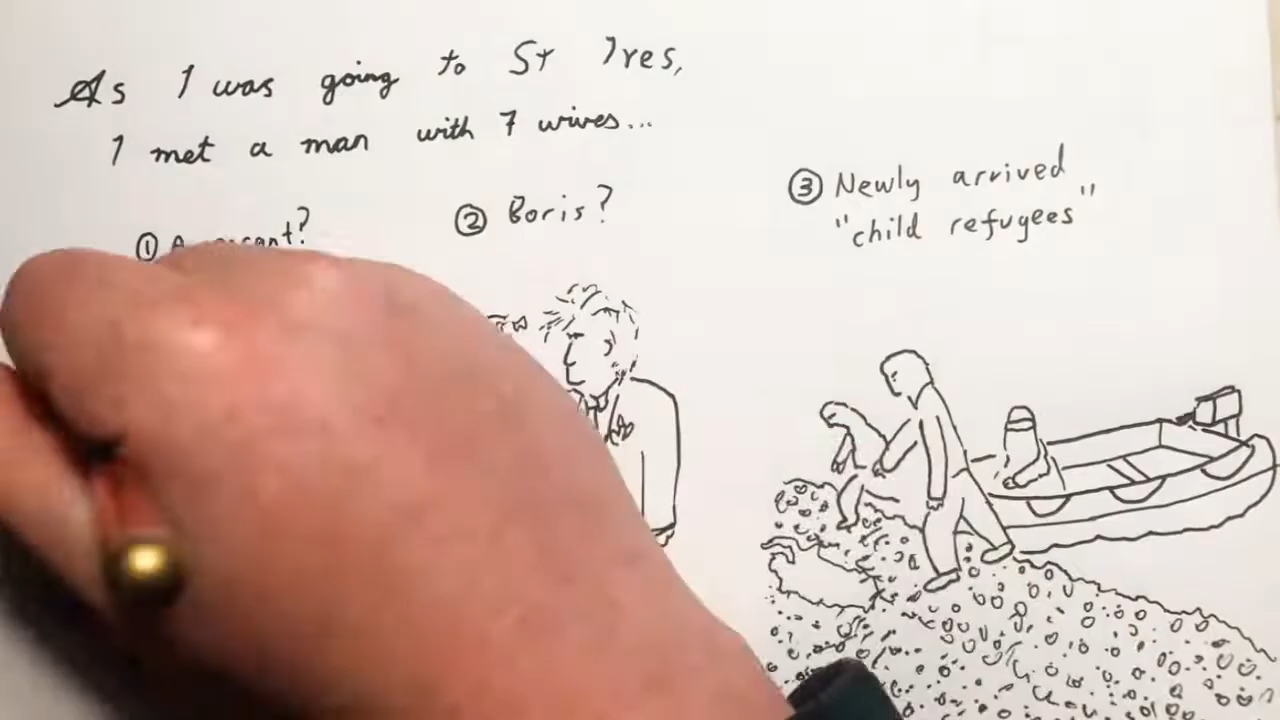 As I was going to St Ives,
I met a man with 7 wives...
① 
② Boris?
③ Newly arrived
"child refugees"